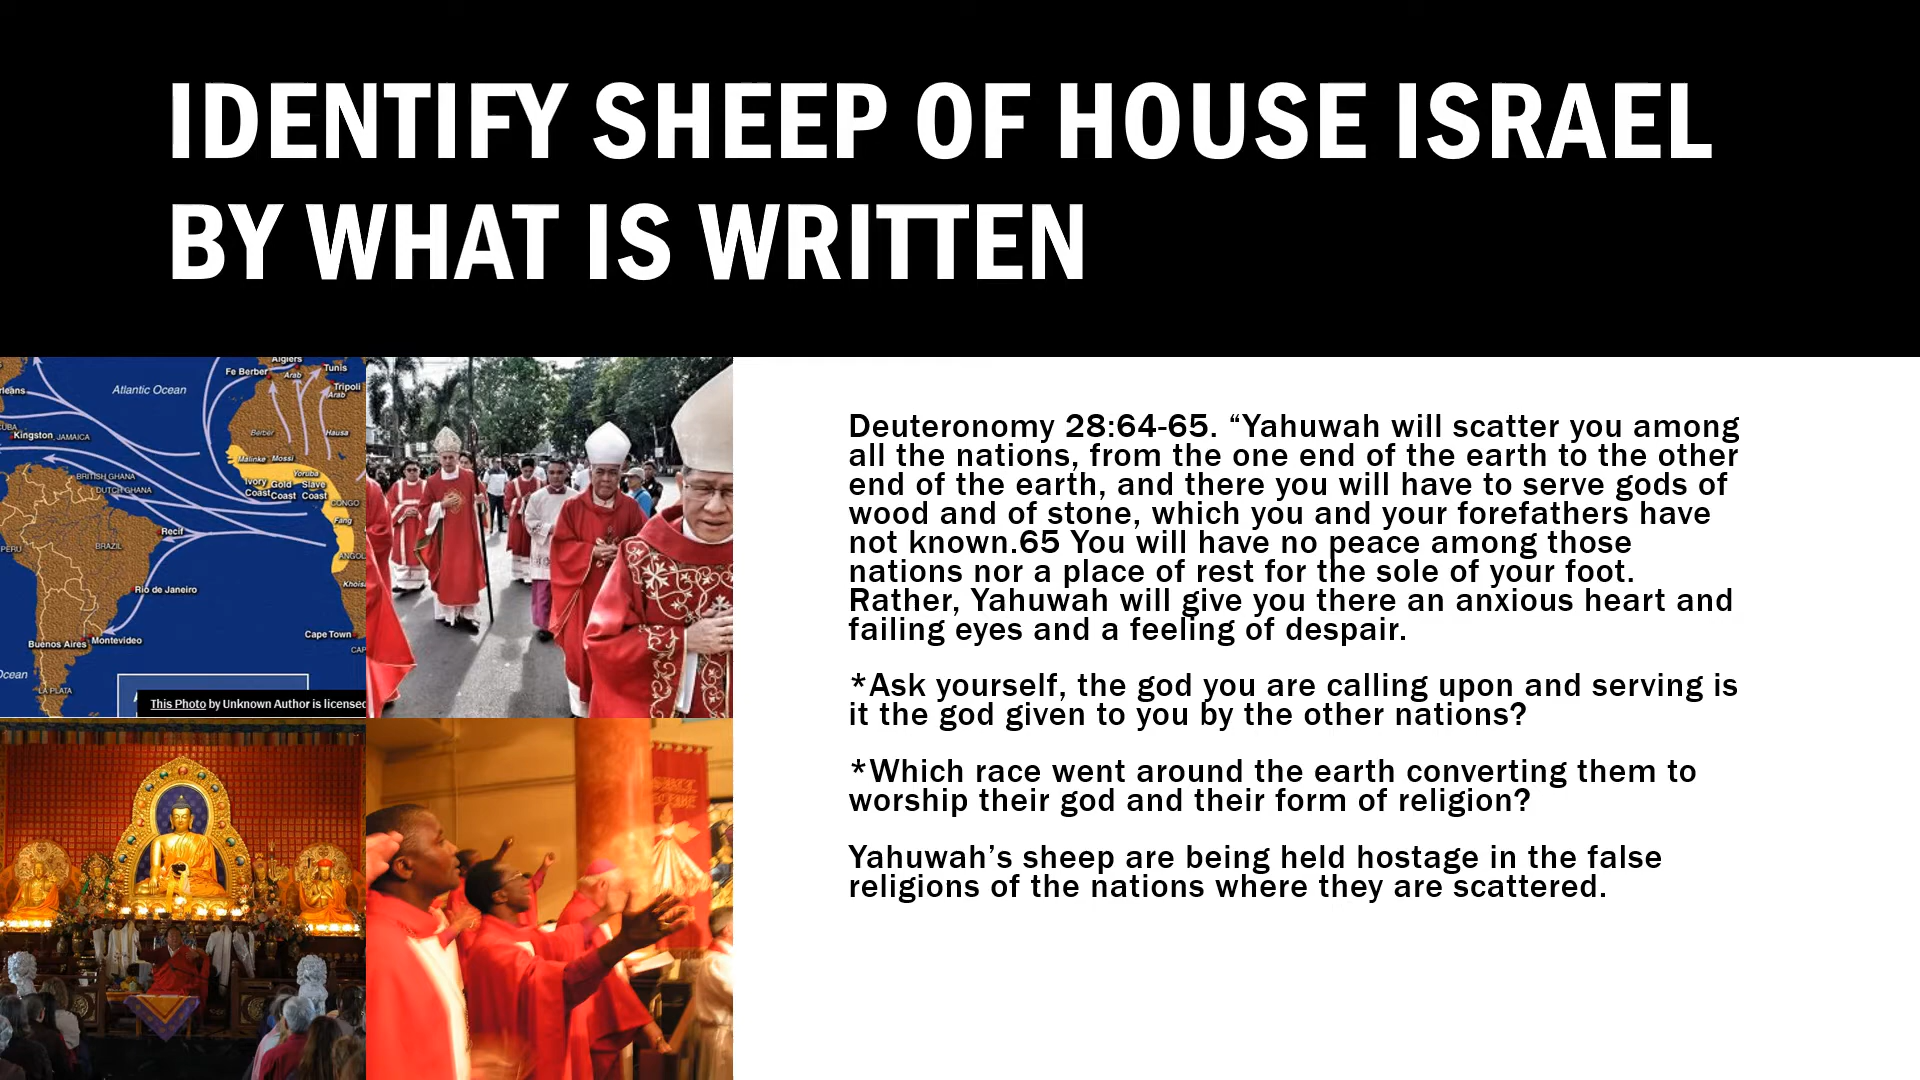 IDENTIFY SHEEP OF HOUSE ISRAEL
BY WHAT IS WRITTEN
Algiers
Tunis
Fe Berber
Arab
Tripoli
Arab
Atlantic Ocean
rleans
CUBA
Kingston JAMAICA
Berber
Hausa
Malinke Mossi
Yoruba
BRITISH GHANA
DUTCH GHANA
Ivory
Coast
Gold
Coast
Slave
Coast
CONGO
Fang
Recif
PERU
BRAZIL
ANGOL
Khois
Rio de Janeiro
Cape Town
CAP
Buenos Aires
Montevideo
Ocean
LA PLATA
This Photo by Unknown Author is licensed
Deuteronomy 28:64-65. “Yahuwah will scatter you among
all the nations, from the one end of the earth to the other
end of the earth, and there you will have to serve gods of
wood and of stone, which you and your forefathers have
not known.65 You will have no peace among those
nations nor a place of rest for the sole of your foot.
Rather, Yahuwah will give you there an anxious heart and
failing eyes and a feeling of despair.
*Ask yourself, the god you are calling upon and serving is
it the god given to you by the other nations?
*Which race went around the earth converting them to
worship their god and their form of religion?
Yahuwah’s sheep are being held hostage in the false
religions of the nations where they are scattered.